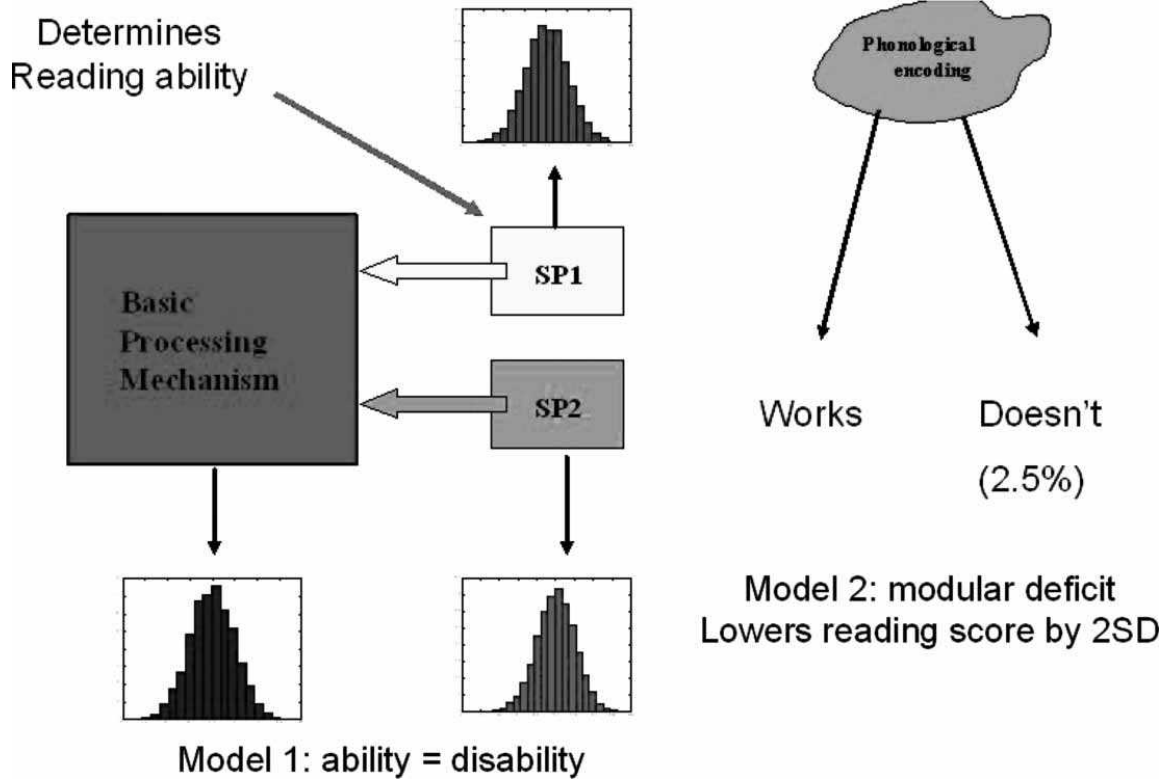 Determines
Reading ability
Phonological
encoding
Basic
Processing
Mechanism
SP1
SP2
Works
Doesn't
(2.5%)
Model 2: modular deficit
Lowers reading score by 2SD
Model 1: ability = disability